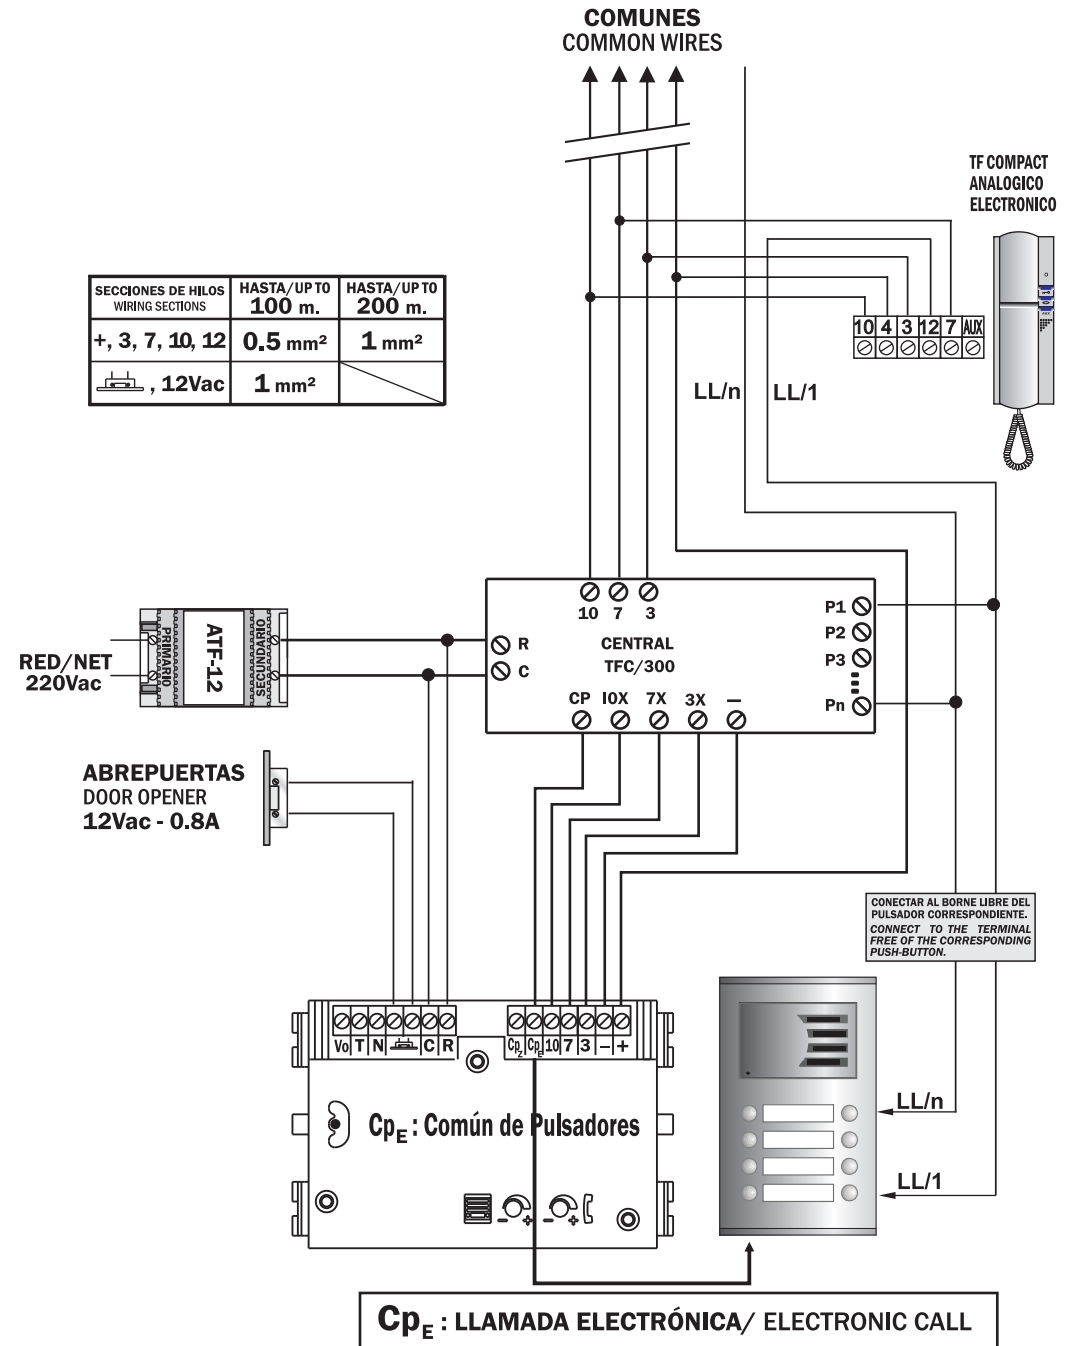 COMUNES
COMMON WIRES
TF COMPACT
ANALOGICO
ELECTRONICO
SECCIONES DE HILOS
WIRING SECTIONS
HASTA/UP TO
100 m.
HASTA/UP TO
200 m.
+, 3, 7, 10, 12
0.5 mm²
1 mm²
, 12Vac
1 mm²
10 4 3 12 7 AUX
LL/n
LL/1
RED/NET
220Vac
PRIMARIO
ATF-12
SECUNDARIO
10 7 3
R
C
CENTRAL
TFC/300
P1
P2
P3
Pn
CP 10X 7X 3X –
ABREPUERTAS
DOOR OPENER
12Vac - 0.8A
CONECTAR AL BORNE LIBRE DEL
PULSADOR CORRESPONDIENTE.
CONNECT TO THE TERMINAL
FREE OF THE CORRESPONDING
PUSH-BUTTON.
Vo T N C R
CpZ CpE 10 7 3 – +
CpE : Común de Pulsadores
– + – +
LL/n
LL/1
CpE : LLAMADA ELECTRÓNICA/ ELECTRONIC CALL